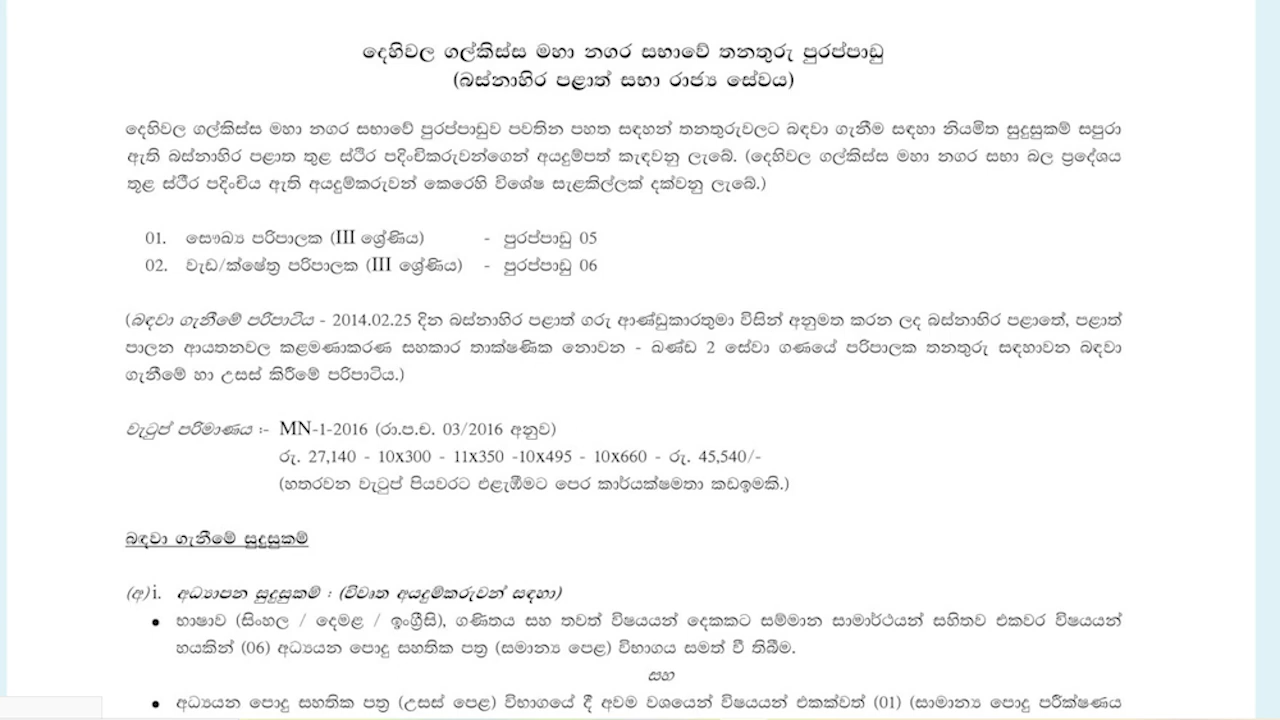 දෙහිවල ගල්කිස්ස මහා නගර සභාවේ තනතුරු පුරප්පාඩු
(බස්නාහිර පළාත් සභා රාජ්‍ය සේවය)
දෙහිවල ගල්කිස්ස මහා නගර සභාවේ පුරප්පාඩුව පවතින පහත සඳහන් තනතුරුවලට බඳවා ගැනීම සඳහා නියමිත සුදුසුකම් සපුරා
ඇති බස්නාහිර පළාත තුළ ස්ථිර පදිංචිකරුවන්ගෙන් අයදුම්පත් කැඳවනු ලැබේ. (දෙහිවල ගල්කිස්ස මහා නගර සභා බල ප්‍රදේශය
තුළ ස්ථීර පදිංචිය ඇති අයදුම්කරුවන් කෙරෙහි විශේෂ සැළකිල්ලක් දක්වනු ලැබේ.)
01. සෞඛ්‍ය පරිපාලක (III ශ්‍රේණිය) - පුරප්පාඩු 05
02. වැඩ/ක්ෂේත්‍ර පරිපාලක (III ශ්‍රේණිය) - පුරප්පාඩු 06
(බඳවා ගැනීමේ පරිපාටිය - 2014.02.25 දින බස්නාහිර පළාත් ගරු ආණ්ඩුකාරතුමා විසින් අනුමත කරන ලද බස්නාහිර පළාතේ, පළාත්
පාලන ආයතනවල කළමණාකරණ සහකාර තාක්ෂණික නොවන - ඛණ්ඩ 2 සේවා ගණයේ පරිපාලක තනතුරු සඳහාවන බඳවා
ගැනීමේ හා උසස් කිරීමේ පරිපාටිය.)
වැටුප් පරිමාණය :- MN-1-2016 (රා.ප.ච. 03/2016 අනුව)
රු. 27,140 - 10x300 - 11x350 -10x495 - 10x660 - රු. 45,540/-
(හතරවන වැටුප් පියවරට එළැඹීමට පෙර කාර්යක්ෂමතා කඩඉමකි.)
බඳවා ගැනීමේ සුදුසුකම්
(අ)i. අධ්‍යාපන සුදුසුකම් : (විවෘත අයදුම්කරුවන් සඳහා)
• භාෂාව (සිංහල / දෙමළ / ඉංග්‍රීසි), ගණිතය සහ තවත් විෂයයන් දෙකකට සම්මාන සාමාර්ථයන් සහිතව එකවර විෂයයන්
හයකින් (06) අධ්‍යයන පොදු සහතික පත්‍ර (සමාන්‍ය පෙළ) විභාගය සමත් වී තිබීම.
සහ
• අධ්‍යයන පොදු සහතික පත්‍ර (උසස් පෙළ) විභාගයේ දී අවම වශයෙන් විෂයයන් එකක්වත් (01) (සාමාන්‍ය පොදු පරීක්ෂණය